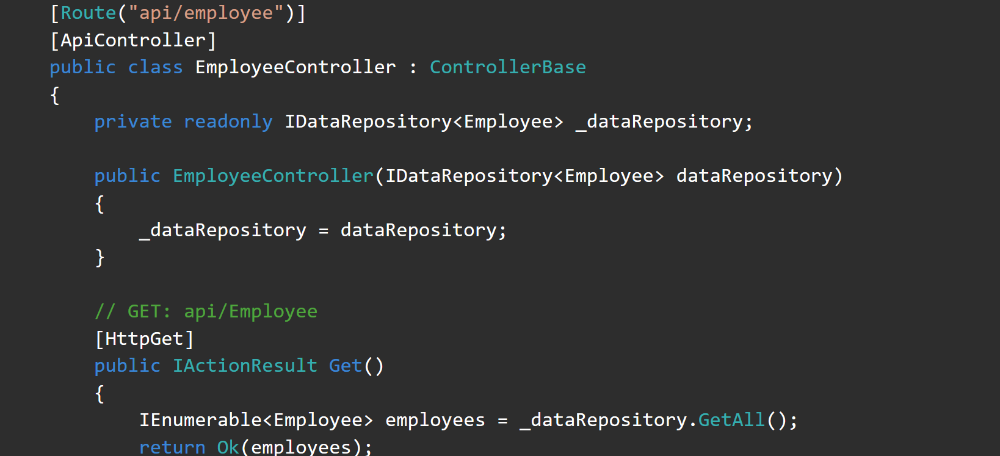 [Route("api/employee")]
[ApiController]
public class EmployeeController : ControllerBase
{
    private readonly IDataRepository<Employee> _dataRepository;

    public EmployeeController(IDataRepository<Employee> dataRepository)
    {
        _dataRepository = dataRepository;
    }

    // GET: api/Employee
    [HttpGet]
    public IActionResult Get()
    {
        IEnumerable<Employee> employees = _dataRepository.GetAll();
        return Ok(employees);